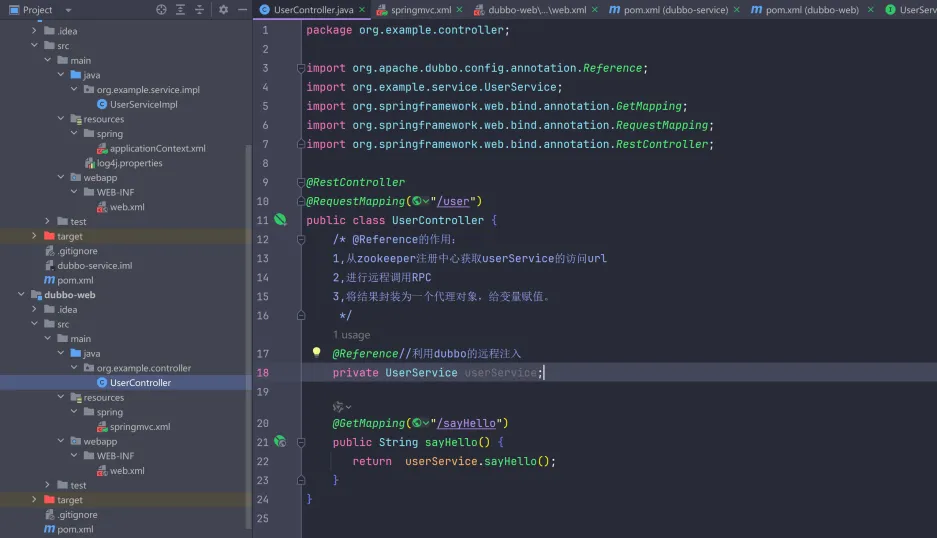 Project
UserController.java
springmvc.xml
dubbo-web\...\web.xml
pom.xml (dubbo-service)
pom.xml (dubbo-web)
UserServ
.idea
src
main
java
org.example.service.impl
UserServiceImpl
resources
spring
applicationContext.xml
log4j.properties
webapp
WEB-INF
web.xml
test
target
.gitignore
dubbo-service.iml
pom.xml
dubbo-web
.idea
src
main
java
org.example.controller
UserController
resources
spring
springmvc.xml
webapp
WEB-INF
web.xml
test
target
.gitignore
pom.xml
1 package org.example.controller;
2
3 import org.apache.dubbo.config.annotation.Reference;
4 import org.example.service.UserService;
5 import org.springframework.web.bind.annotation.GetMapping;
6 import org.springframework.web.bind.annotation.RequestMapping;
7 import org.springframework.web.bind.annotation.RestController;
8
9 @RestController
10 @RequestMapping("/user")
11 public class UserController {
12 /* @Reference的作用:
13 1,从zookeeper注册中心获取userService的访问url
14 2,进行远程调用RPC
15 3,将结果封装为一个代理对象,给变量赋值。
16 */
1 usage
17 @Reference//利用dubbo的远程注入
18 private UserService userService;
19
20 @GetMapping("/sayHello")
21 public String sayHello() {
22 return userService.sayHello();
23 }
24 }
25